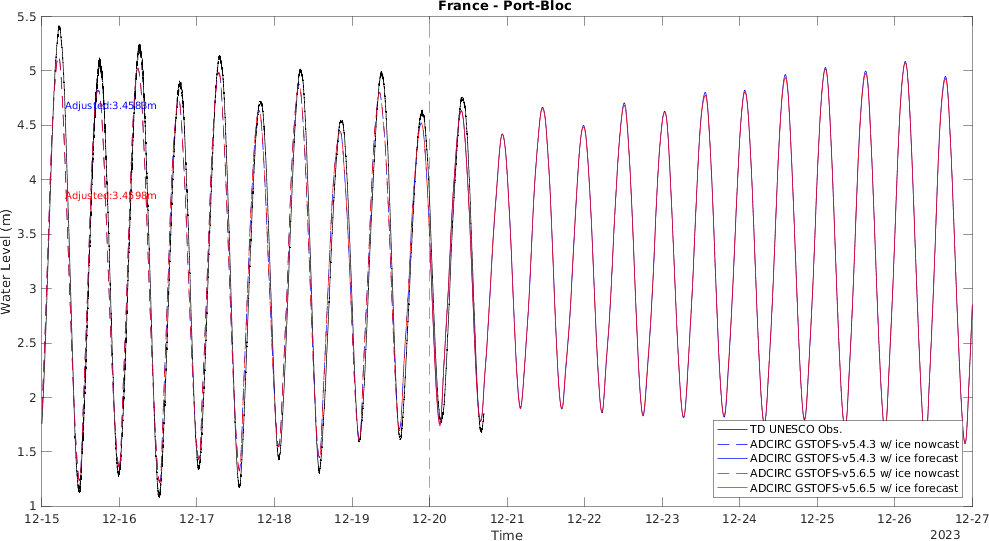 France - Port-Bloc
5.5
5
4.5
4
3.5
3
2.5
2
1.5
1
Water Level (m)
Adjusted:3.4583m
Adjusted:3.4598m
TD UNESCO Obs.
ADCIRC GSTOFS-v5.4.3 w/ ice nowcast
ADCIRC GSTOFS-v5.4.3 w/ ice forecast
ADCIRC GSTOFS-v5.6.5 w/ ice nowcast
ADCIRC GSTOFS-v5.6.5 w/ ice forecast
12-15 12-16 12-17 12-18 12-19 12-20 12-21 12-22 12-23 12-24 12-25 12-26 12-27
Time
2023